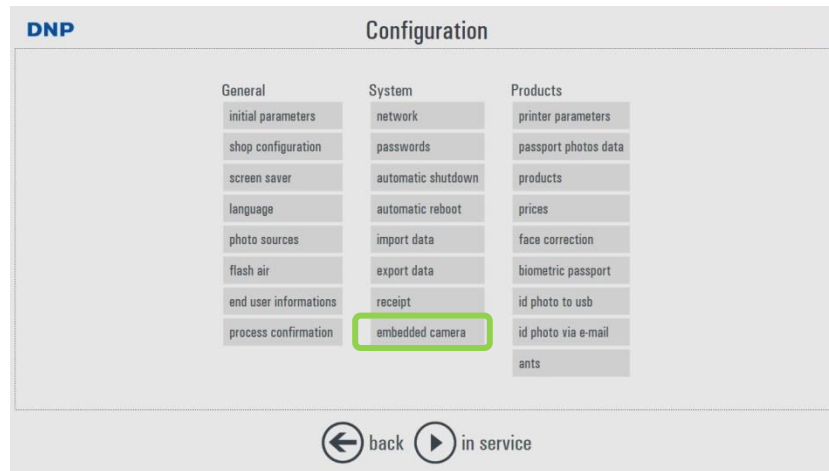 DNP
Configuration
General
initial parameters
shop configuration
screen saver
language
photo sources
flash air
end user informations
process confirmation
System
network
passwords
automatic shutdown
automatic reboot
import data
export data
receipt
embedded camera
Products
printer parameters
passport photos data
products
prices
face correction
biometric passport
id photo to usb
id photo via e-mail
ants
back
in service